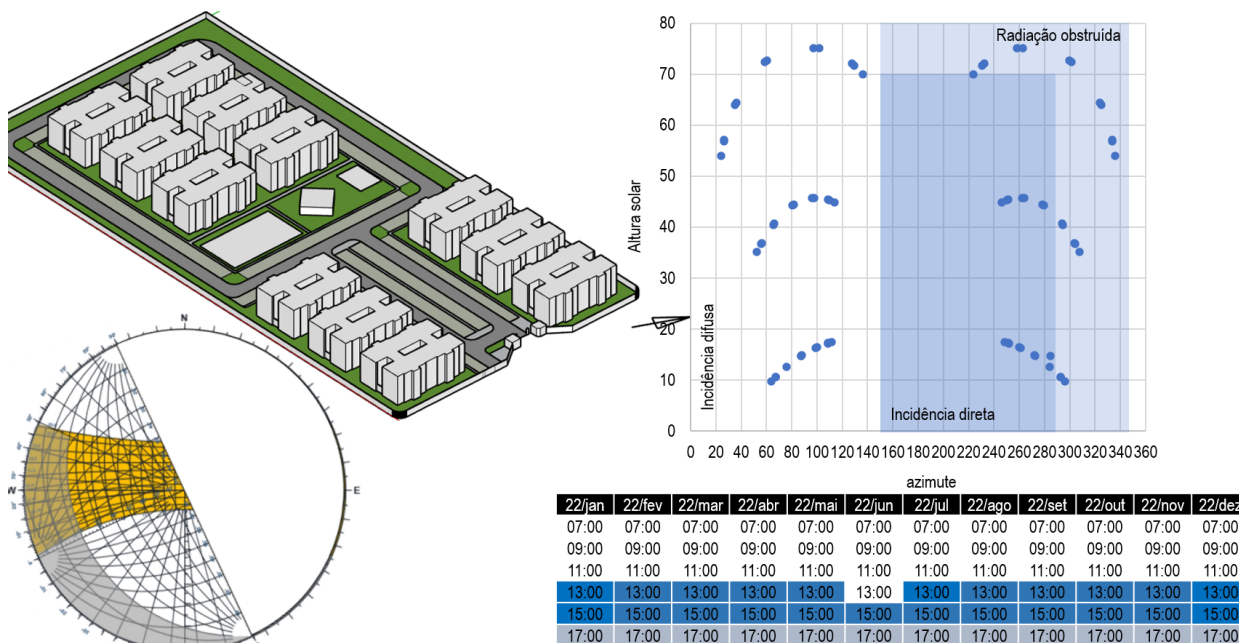 80
Radiação obstruída
70
60
50
Altura solar
40
30
20
Incidência difusa
10
Incidência direta
0
0 20 40 60 80 100 120 140 160 180 200 220 240 260 280 300 320 340 360
azimute
N
W
E
22/jan 22/fev 22/mar 22/abr 22/mai 22/jun 22/jul 22/ago 22/set 22/out 22/nov 22/dez
07:00 07:00 07:00 07:00 07:00 07:00 07:00 07:00 07:00 07:00 07:00 07:00
09:00 09:00 09:00 09:00 09:00 09:00 09:00 09:00 09:00 09:00 09:00 09:00
11:00 11:00 11:00 11:00 11:00 11:00 11:00 11:00 11:00 11:00 11:00 11:00
13:00 13:00 13:00 13:00 13:00 13:00 13:00 13:00 13:00 13:00 13:00 13:00
15:00 15:00 15:00 15:00 15:00 15:00 15:00 15:00 15:00 15:00 15:00 15:00
17:00 17:00 17:00 17:00 17:00 17:00 17:00 17:00 17:00 17:00 17:00 17:00